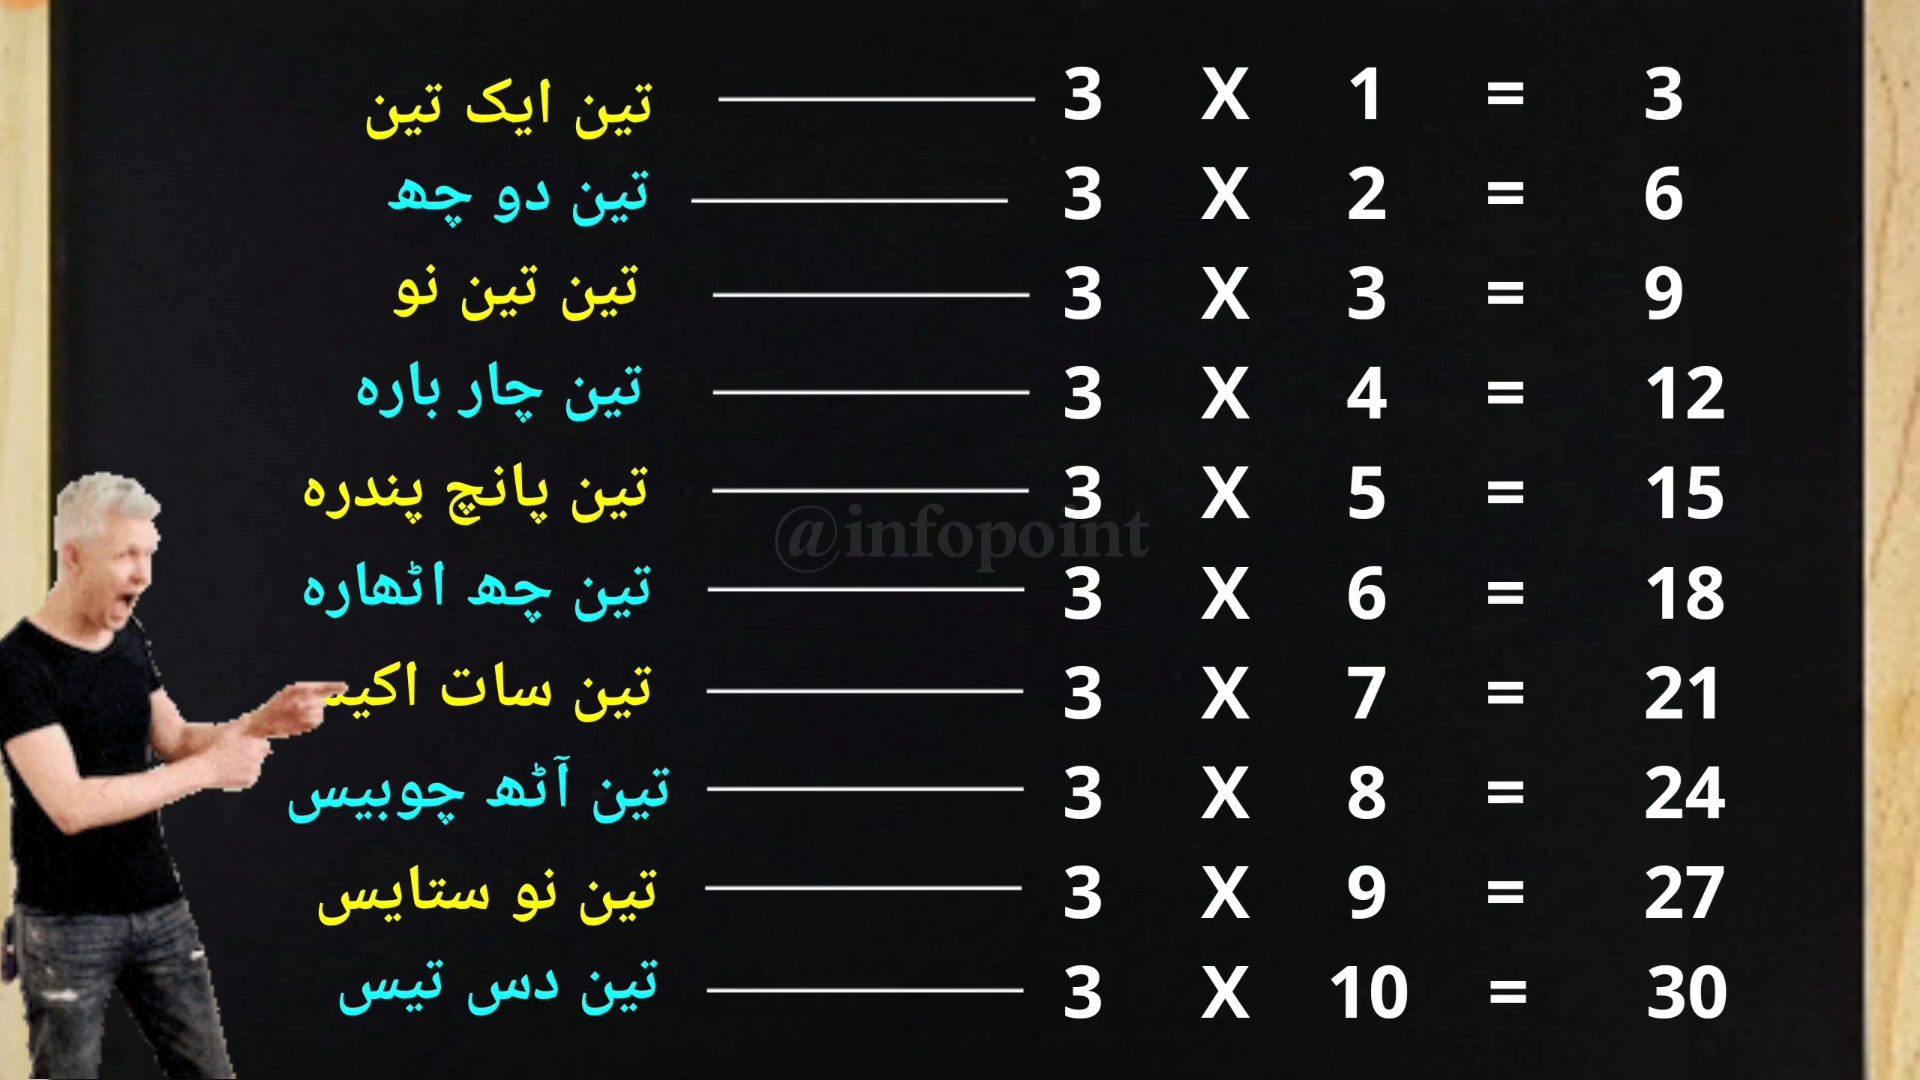 تین ایک تین 3 X 1 = 3
تین دو چھ 3 X 2 = 6
تین تین نو 3 X 3 = 9
تین چار بارہ 3 X 4 = 12
تین پانچ پندرہ 3 X 5 = 15
@infopoint
تین چھ اٹھارہ 3 X 6 = 18
تین سات 3 X 7 = 21
تین آٹھ چوبیس 3 X 8 = 24
تین نو ستایس 3 X 9 = 27
تین دس تیس 3 X 10 = 30